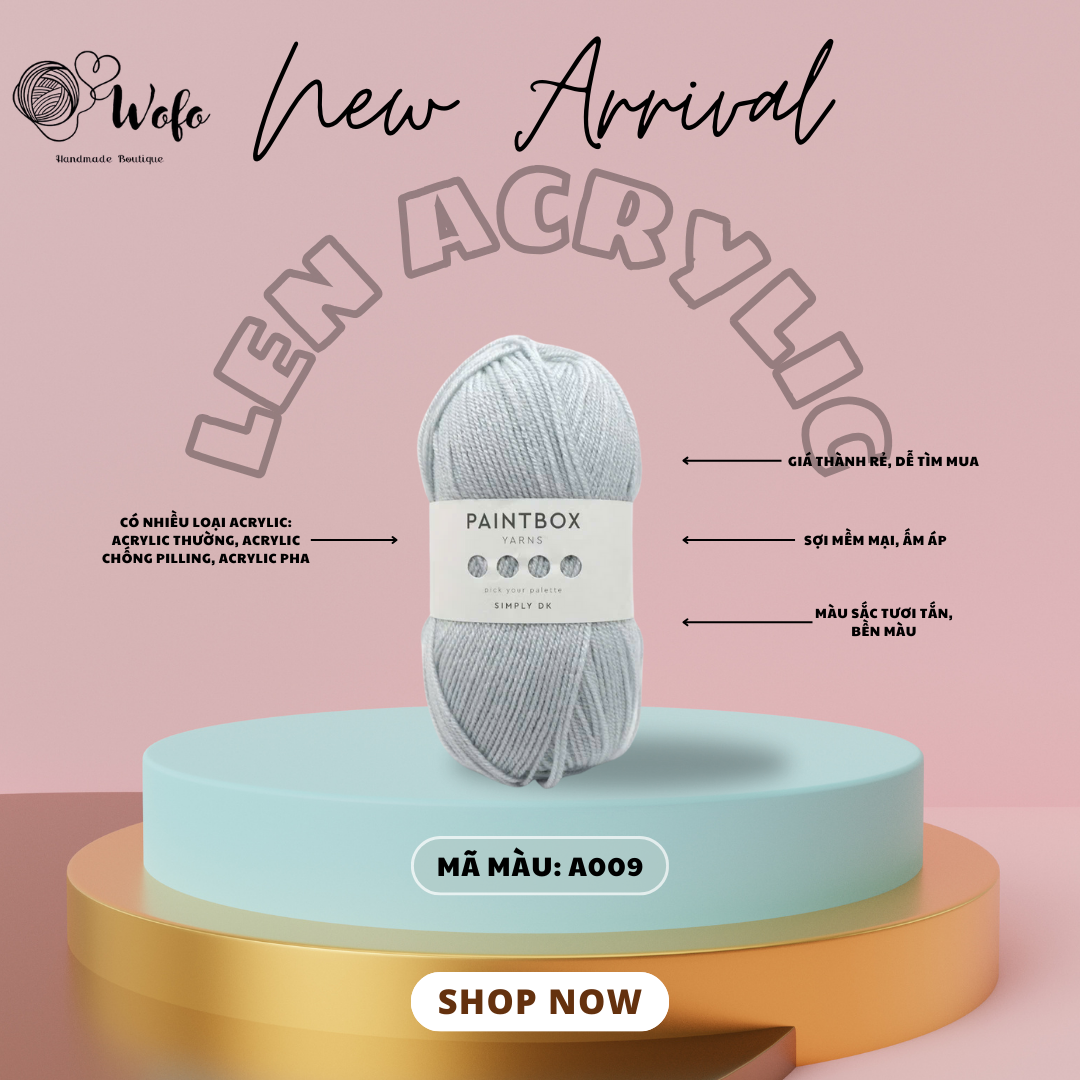 Wofo
Handmade Boutique
New Arrival
LEN ACRYLIC
GIÁ THÀNH RẺ, DỄ TÌM MUA
CÓ NHIỀU LOẠI ACRYLIC:
ACRYLIC THƯỜNG, ACRYLIC
CHỐNG PILLING, ACRYLIC PHA
SỢI MỀM MẠI, ẤM ÁP
MÀU SẮC TƯƠI TẮN,
BỀN MÀU
PAINTBOX
YARNS
pick your palette
SIMPLY DK
MÃ MÀU: A009
SHOP NOW